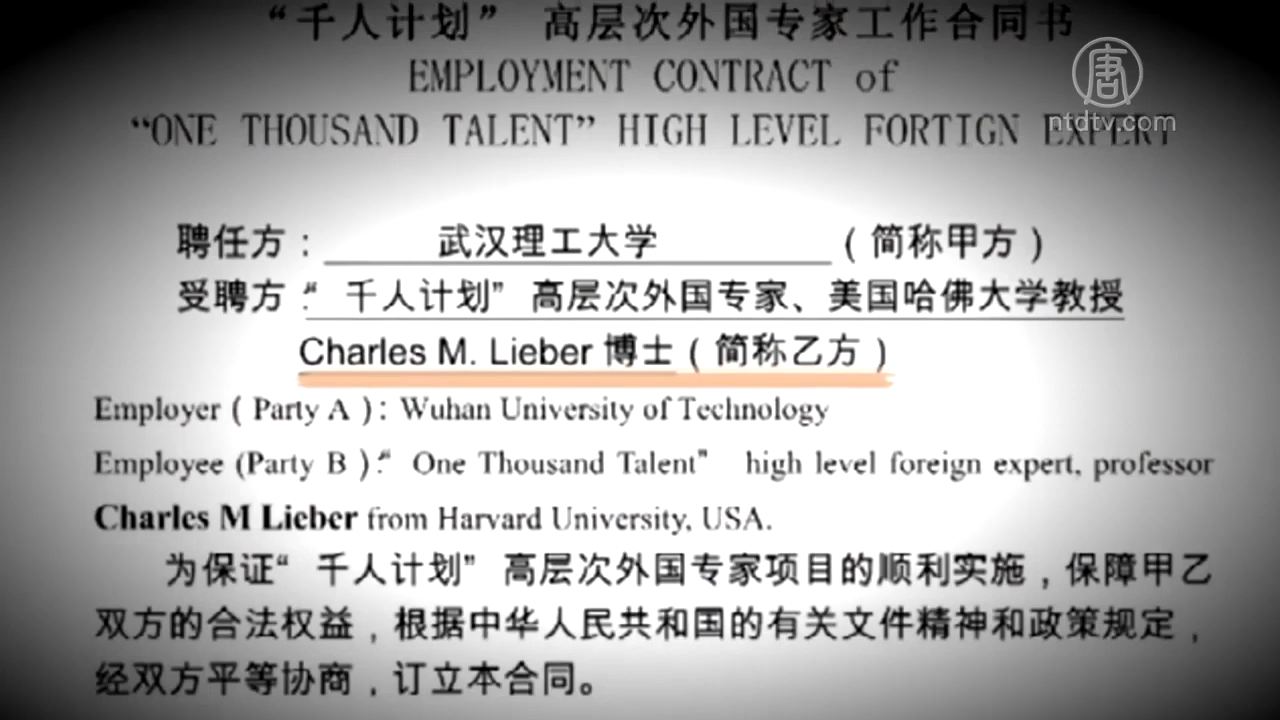 “千人计划” 高层次外国专家工作合同书
EMPLOYMENT CONTRACT of
“ONE THOUSAND TALENT” HIGH LEVEL FORTIGN EXPERT
唐
ntdtv.com
聘任方：武汉理工大学（简称甲方）
受聘方：“千人计划” 高层次外国专家、美国哈佛大学教授
Charles M. Lieber 博士（简称乙方）
Employer ( Party A ): Wuhan University of Technology
Employee (Party B ):“ One Thousand Talent” high level foreign expert, professor
Charles M Lieber from Harvard University, USA.
为保证“千人计划” 高层次外国专家项目的顺利实施，保障甲乙
双方的合法权益，根据中华人民共和国的有关文件精神和政策规定，
经双方平等协商，订立本合同。